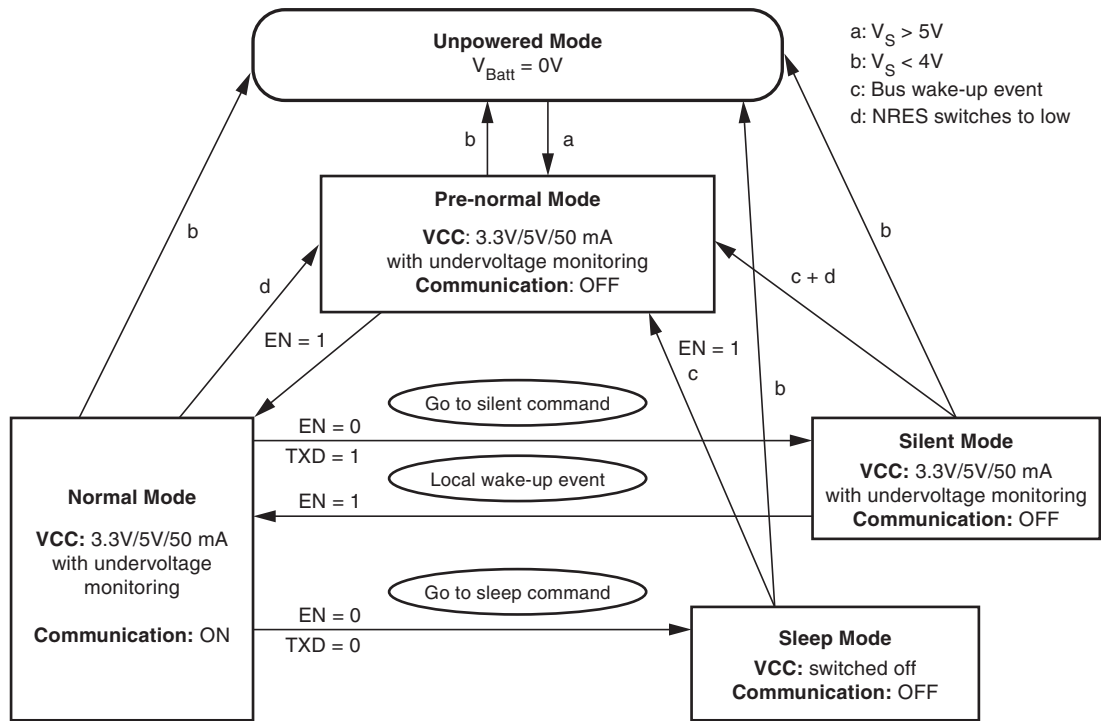 Unpowered Mode
V_Batt = 0V
a: V_S > 5V
b: V_S < 4V
c: Bus wake-up event
d: NRES switches to low
b
a
Pre-normal Mode
VCC: 3.3V/5V/50 mA
with undervoltage monitoring
Communication: OFF
b
d
EN = 1
c + d
b
EN = 1
c
b
Go to silent command
EN = 0
TXD = 1
Local wake-up event
EN = 1
Silent Mode
VCC: 3.3V/5V/50 mA
with undervoltage monitoring
Communication: OFF
Normal Mode
VCC: 3.3V/5V/50 mA
with undervoltage
monitoring
Communication: ON
Go to sleep command
EN = 0
TXD = 0
Sleep Mode
VCC: switched off
Communication: OFF